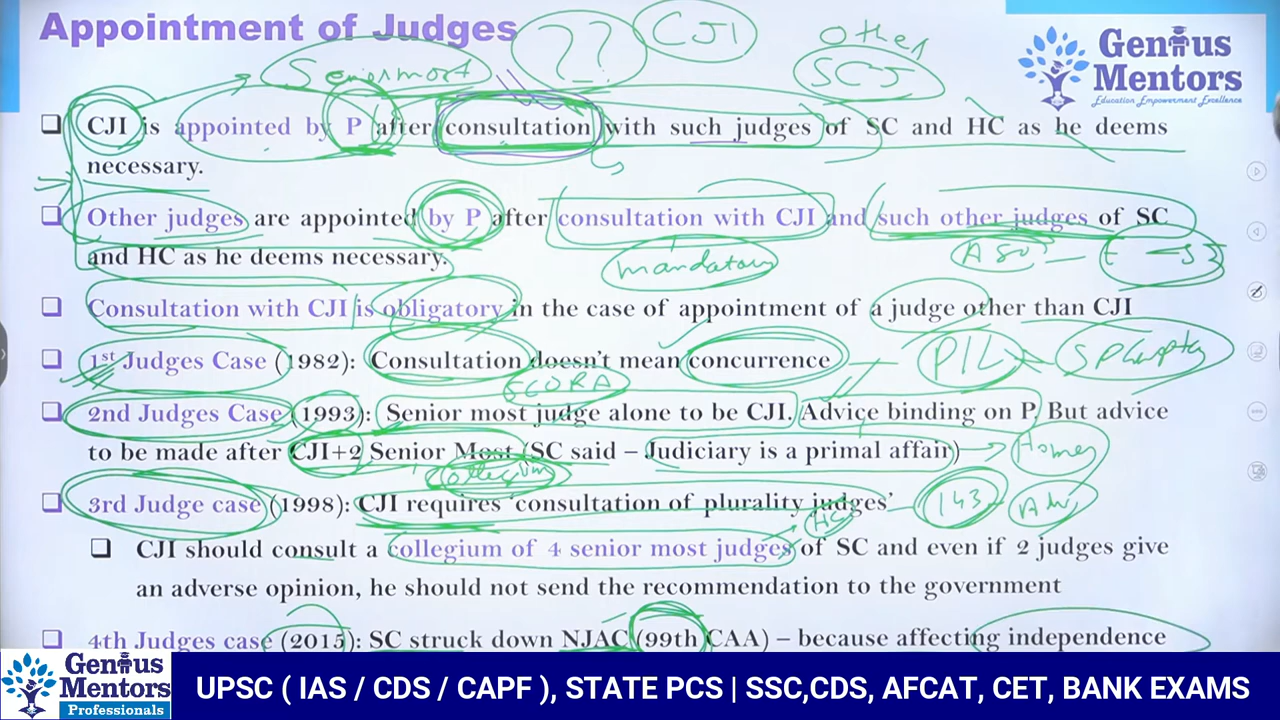 Appointment of Judges
Seniormost
??
CJI
Other
SCJ
Genius
Mentors
Education Empowerment Excellence
❑ CJI is appointed by P after consultation with such judges of SC and HC as he deems
necessary.
❑ Other judges are appointed by P after consultation with CJI and such other judges of SC
and HC as he deems necessary.
mandatory
❑ Consultation with CJI is obligatory in the case of appointment of a judge other than CJI
❑ 1st Judges Case (1982): Consultation doesn't mean concurrence
PIL
SP Gupta
SCORA
❑ 2nd Judges Case (1993): Senior most judge alone to be CJI. Advice binding on P. But advice
to be made after CJI+2 Senior Most (SC said – Judiciary is a primal affair)
Collegium
❑ 3rd Judge case (1998): CJI requires 'consultation of plurality judges'
143
HC
❑ CJI should consult a collegium of 4 senior most judges of SC and even if 2 judges give
an adverse opinion, he should not send the recommendation to the government
❑ 4th Judges case (2015): SC struck down NJAC (99th CAA) – because affecting independence
Genius
Mentors
Professionals
UPSC ( IAS / CDS / CAPF ), STATE PCS | SSC,CDS, AFCAT, CET, BANK EXAMS